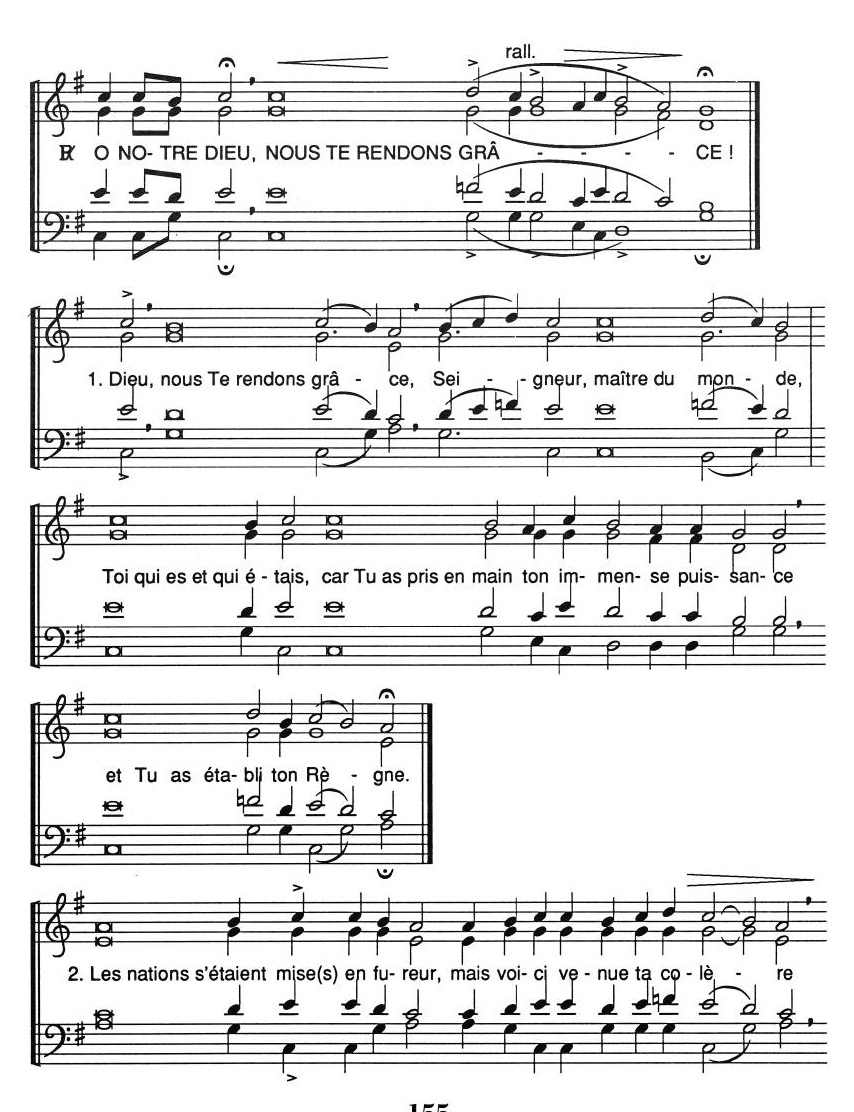 rall.
℟ O NO- TRE DIEU, NOUS TE RENDONS GRÂ - - - - CE !
1. Dieu, nous Te rendons grâ - ce, Sei - - gneur, maître du mon - de,
Toi qui es et qui é - tais, car Tu as pris en main ton im- men- se puis- san- ce
et Tu as éta- bli ton Rè - gne.
2. Les nations s'étaient mise(s) en fu- reur, mais voi- ci ve- nue ta co - lè - re
155